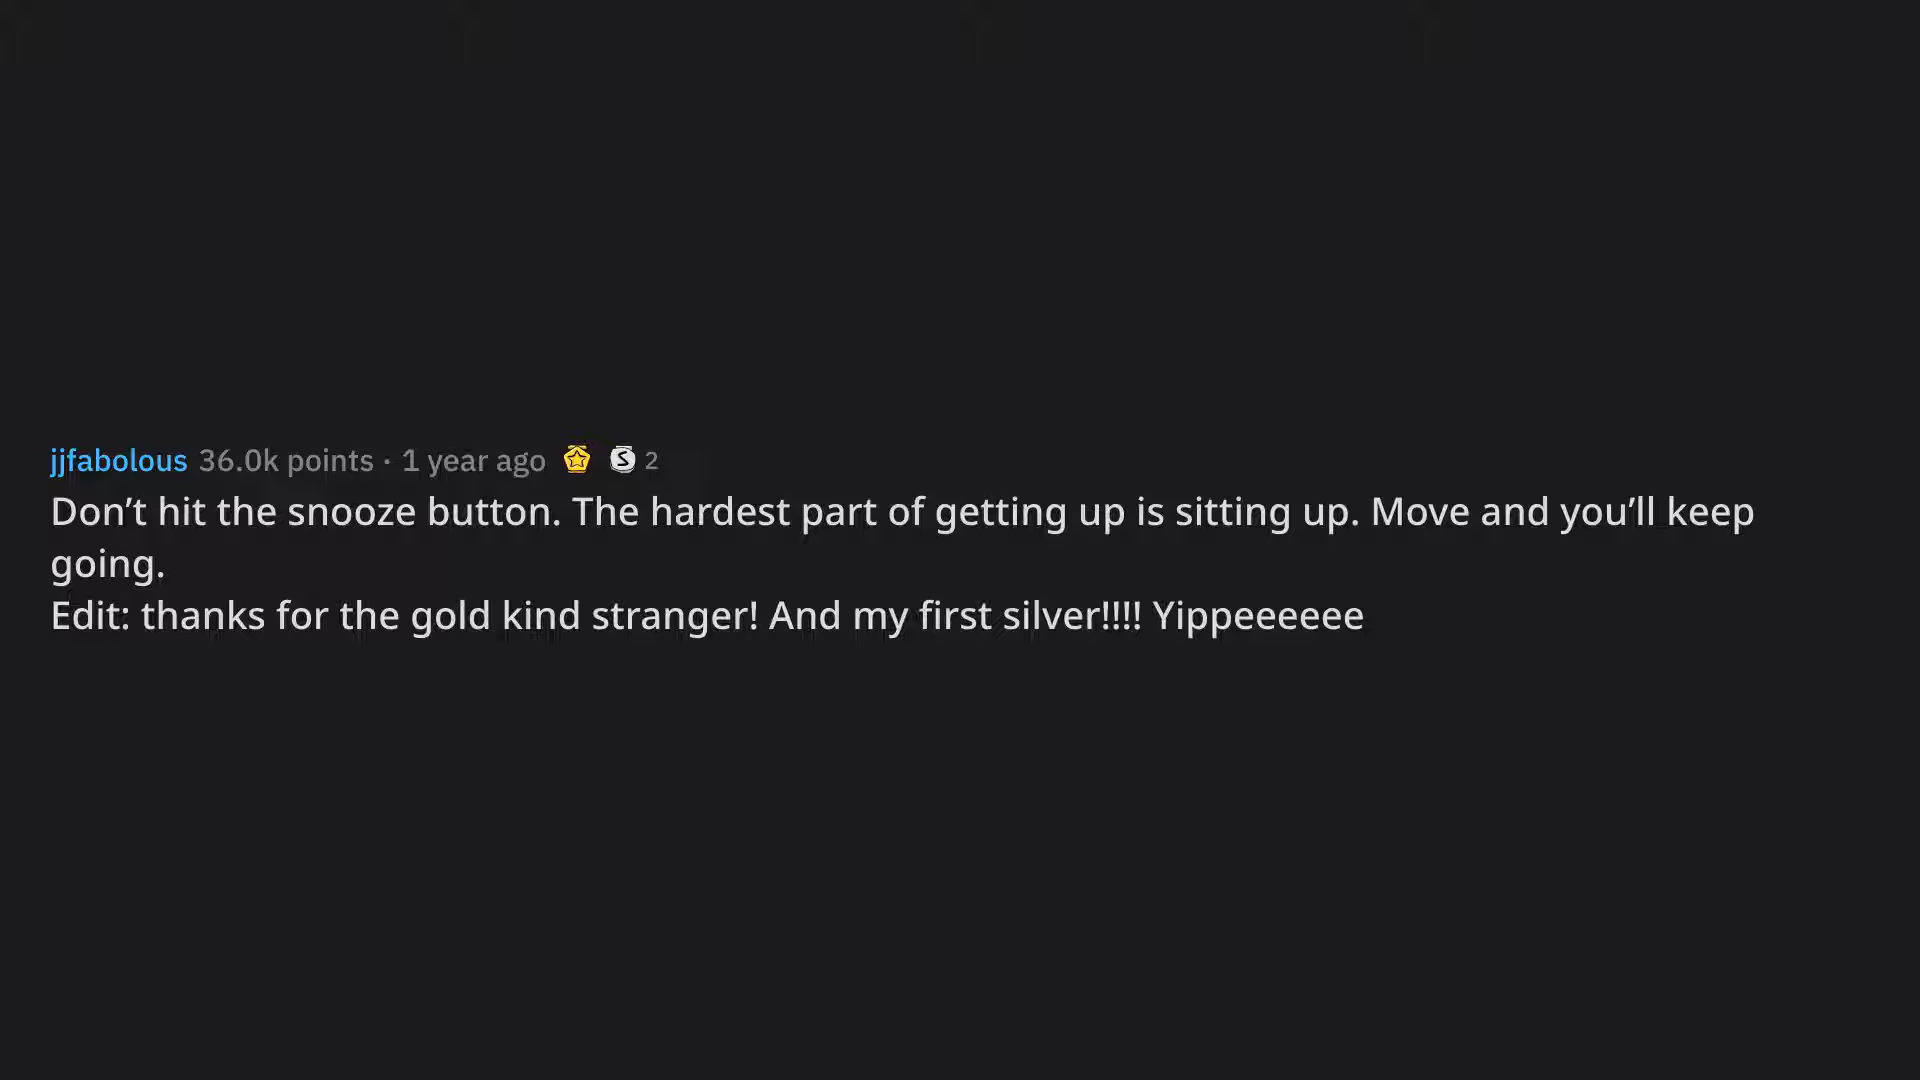 jjfabolous 36.0k points · 1 year ago S 2
Don’t hit the snooze button. The hardest part of getting up is sitting up. Move and you’ll keep
going.
Edit: thanks for the gold kind stranger! And my first silver!!!! Yippeeeeee